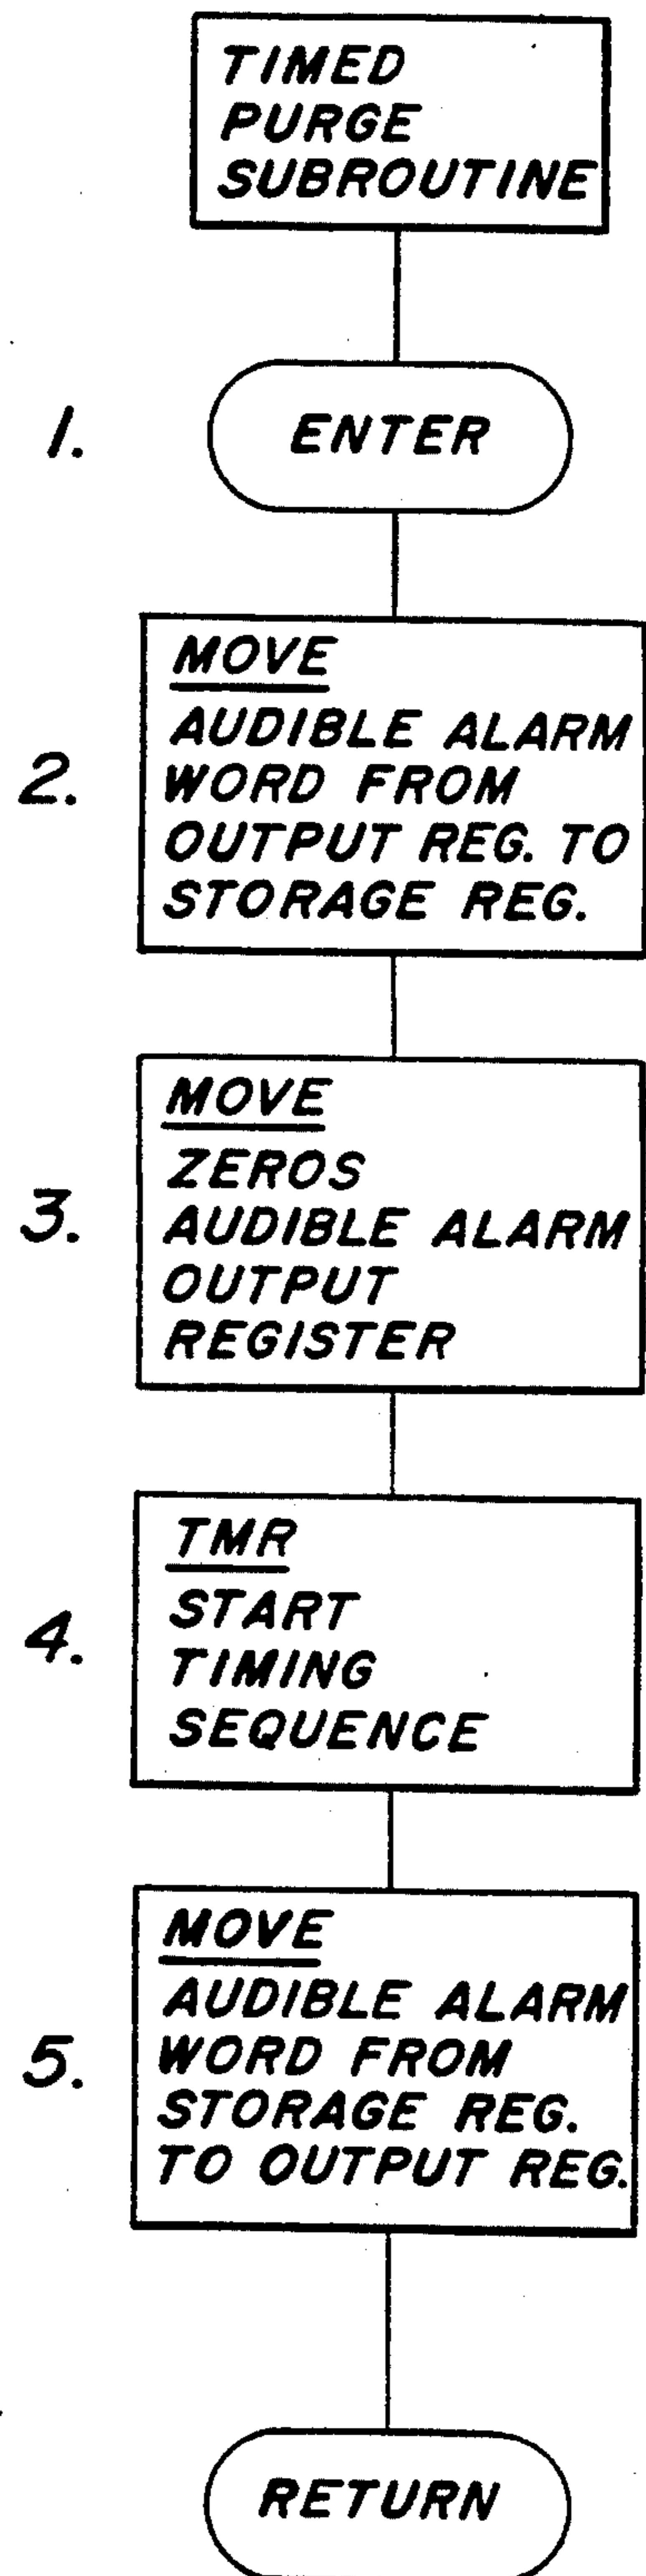 TIMED
PURGE
SUBROUTINE
1.
ENTER
2.
MOVE
AUDIBLE ALARM
WORD FROM
OUTPUT REG. TO
STORAGE REG.
3.
MOVE
ZEROS
AUDIBLE ALARM
OUTPUT
REGISTER
4.
TMR
START
TIMING
SEQUENCE
5.
MOVE
AUDIBLE ALARM
WORD FROM
STORAGE REG.
TO OUTPUT REG.
RETURN